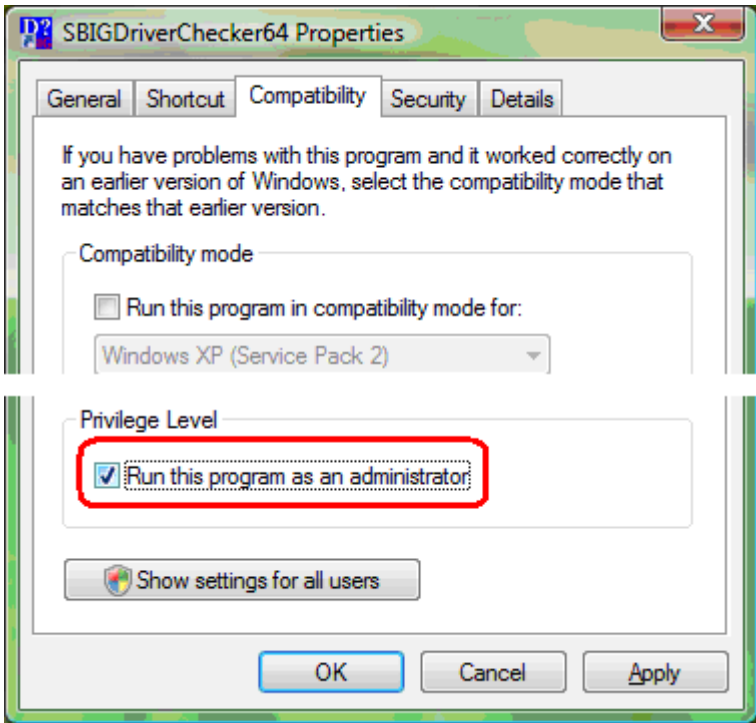 D?
SBIGDriverChecker64 Properties
General Shortcut Compatibility Security Details
If you have problems with this program and it worked correctly on
an earlier version of Windows, select the compatibility mode that
matches that earlier version.
Compatibility mode
Run this program in compatibility mode for:
Windows XP (Service Pack 2)
Privilege Level
Run this program as an administrator
Show settings for all users
OK Cancel Apply